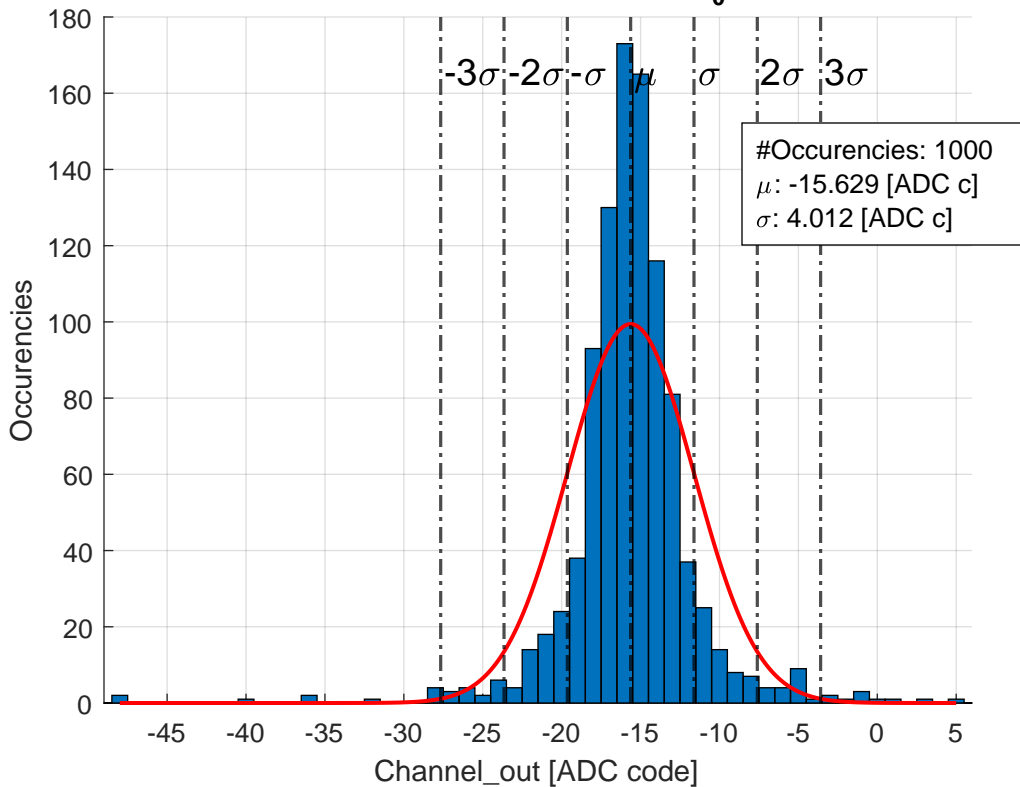 0
180
160
140
120
100
80
60
40
20
0
-3σ -2σ -σ μ σ 2σ 3σ
#Occurencies: 1000
μ: -15.629 [ADC c]
σ: 4.012 [ADC c]
Occurencies
-45 -40 -35 -30 -25 -20 -15 -10 -5 0 5
Channel_out [ADC code]